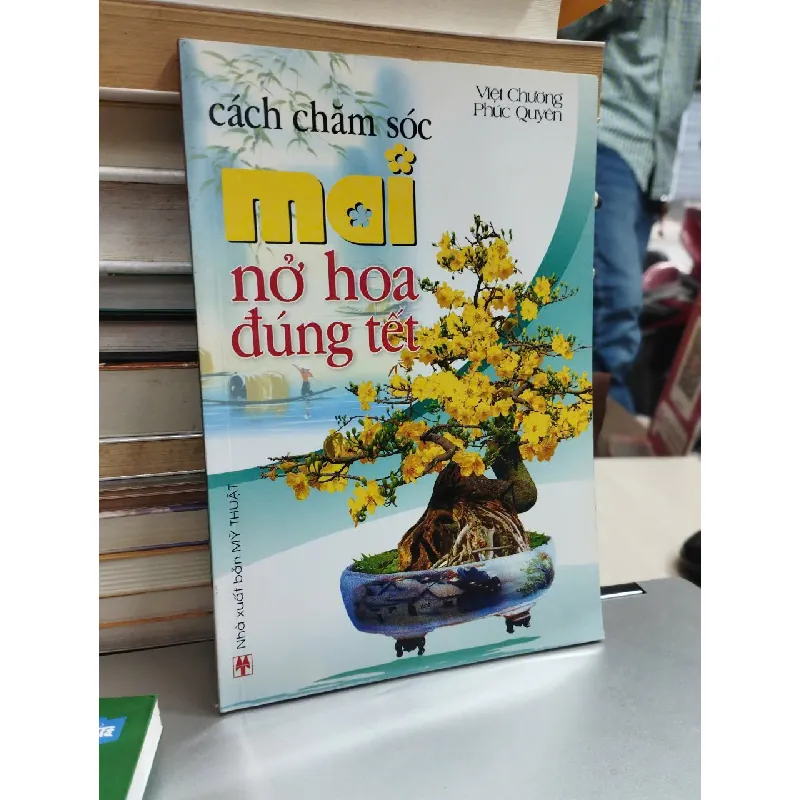 Việt Chương
Phúc Quyên
cách chăm sóc
mai
nở hoa
đúng tết
Nhà xuất bản MỸ THUẬT